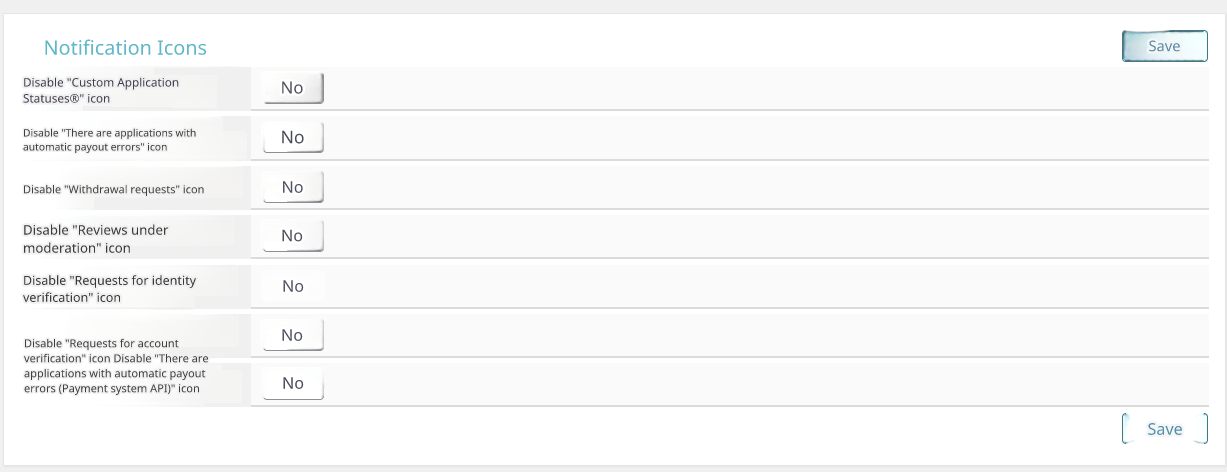 Notification Icons
Save
Disable "Custom Application
Statuses®" icon
No
Disable "There are applications with
automatic payout errors" icon
No
Disable "Withdrawal requests" icon
No
Disable "Reviews under
moderation" icon
No
Disable "Requests for identity
verification" icon
No
Disable "Requests for account
verification" icon Disable "There are
applications with automatic payout
errors (Payment system API)" icon
No
No
Save